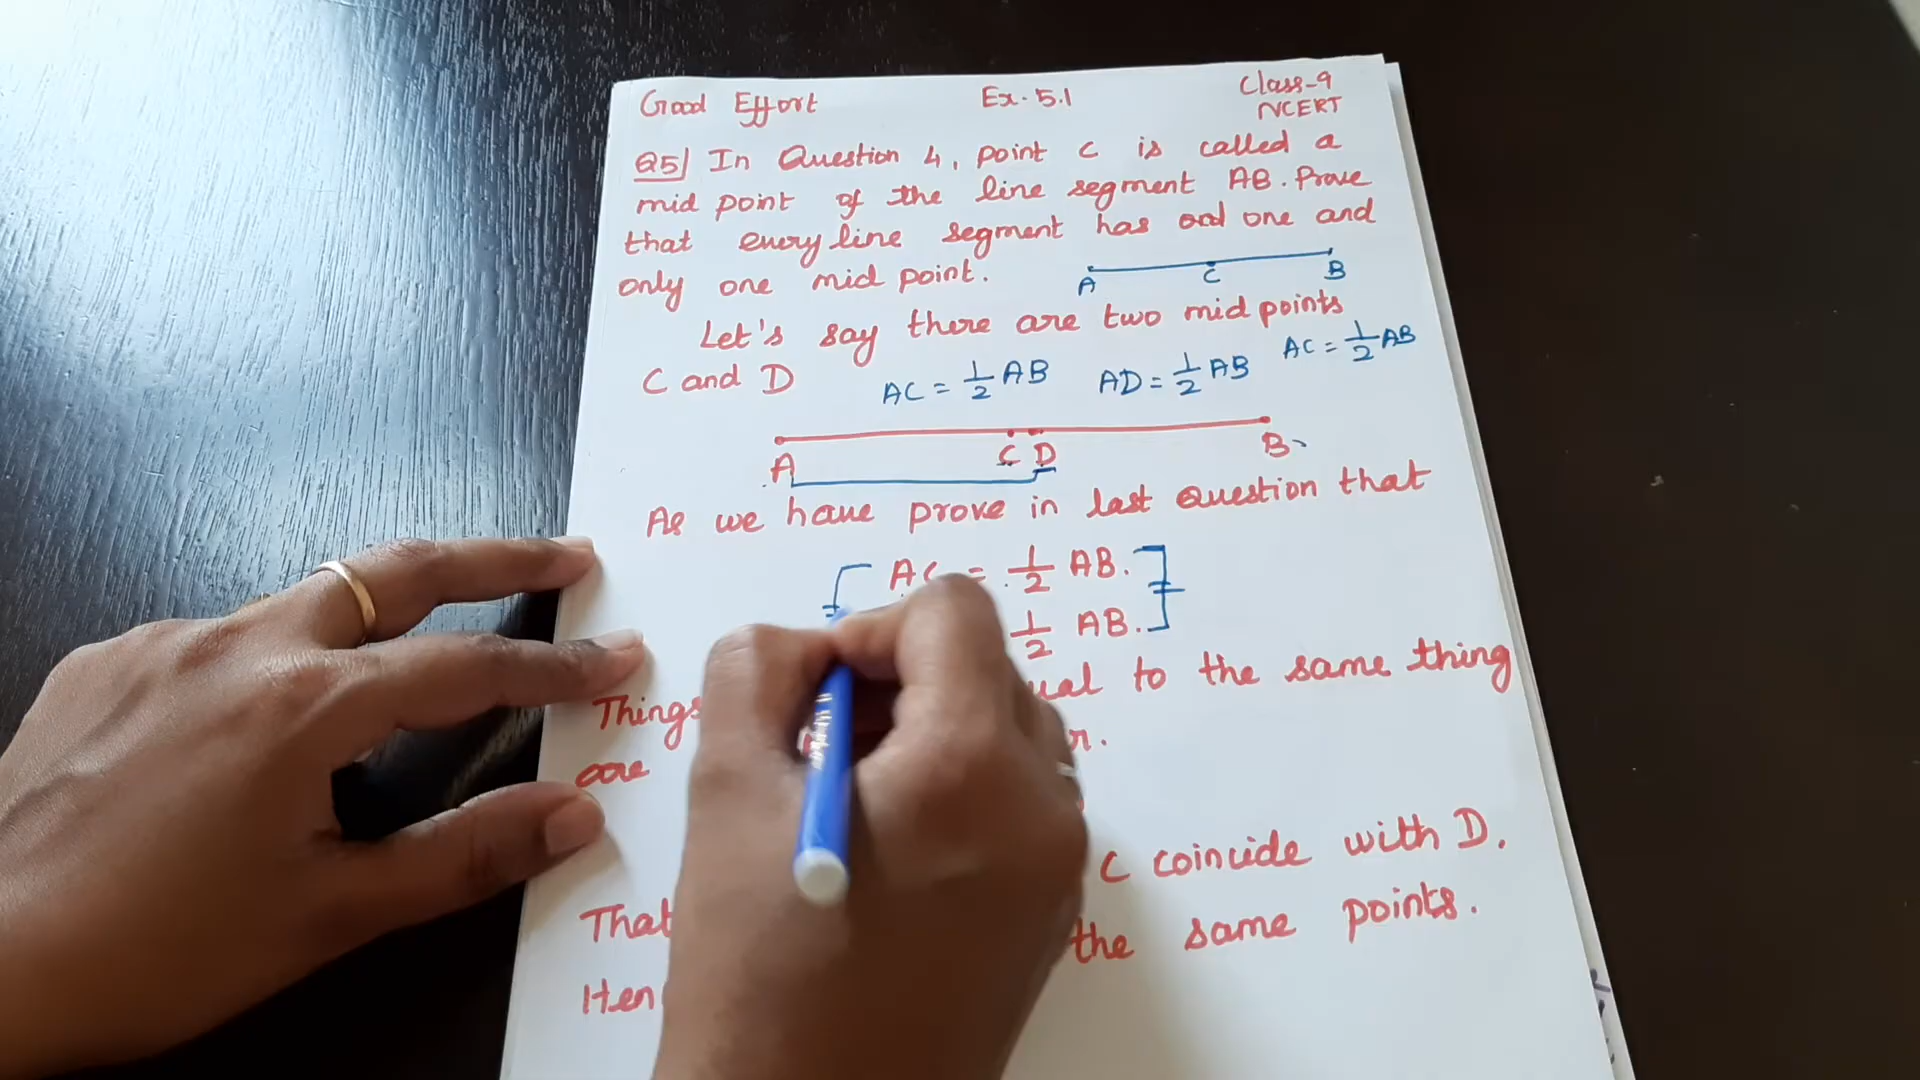 Good Effort Ex. 5.1 Class-9
NCERT
Q5) In Question 4, point C is called a
mid point of the line segment AB. Prove
that every line segment has one and
only one mid point.
A C B
Let's say there are two mid points
C and D AC = 1/2 AB AD = 1/2 AB AC = 1/2 AB
A C D B
As we have prove in last question that
AC = 1/2 AB.
1/2 AB.
Things to the same thing
are
C coincide with D.
That the same points.